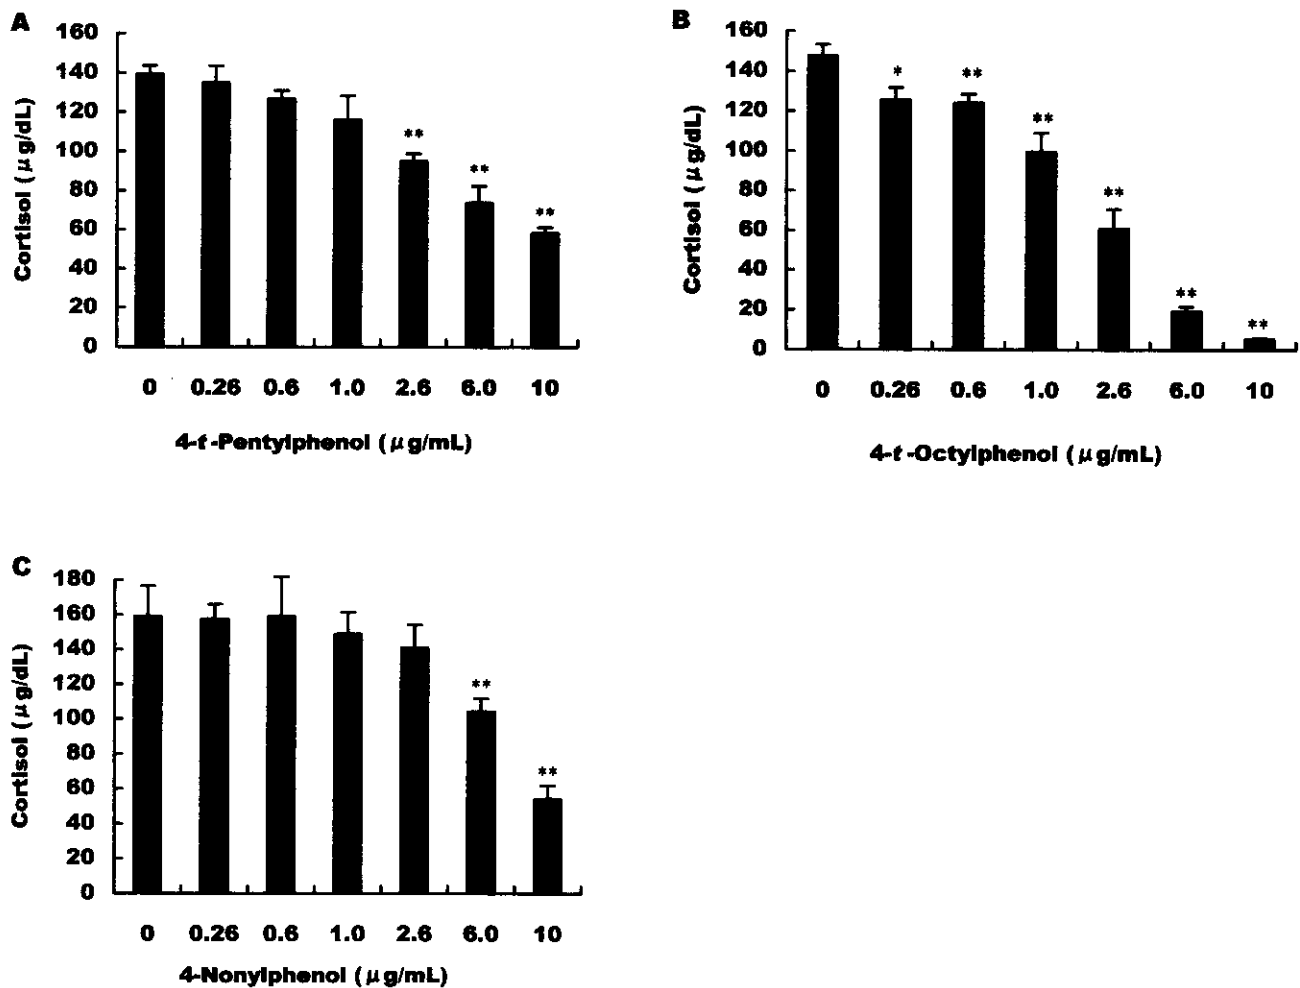 A
160
140
120
100
80
60
40
20
0
Cortisol (μg/dL)
** ** **
0 0.26 0.6 1.0 2.6 6.0 10
4-t-Pentylphenol (μg/mL)
B
160
140
120
100
80
60
40
20
0
Cortisol (μg/dL)
* ** ** ** ** **
0 0.26 0.6 1.0 2.6 6.0 10
4-t-Octylphenol (μg/mL)
C
180
160
140
120
100
80
60
40
20
0
Cortisol (μg/dL)
** **
0 0.26 0.6 1.0 2.6 6.0 10
4-Nonylphenol (μg/mL)